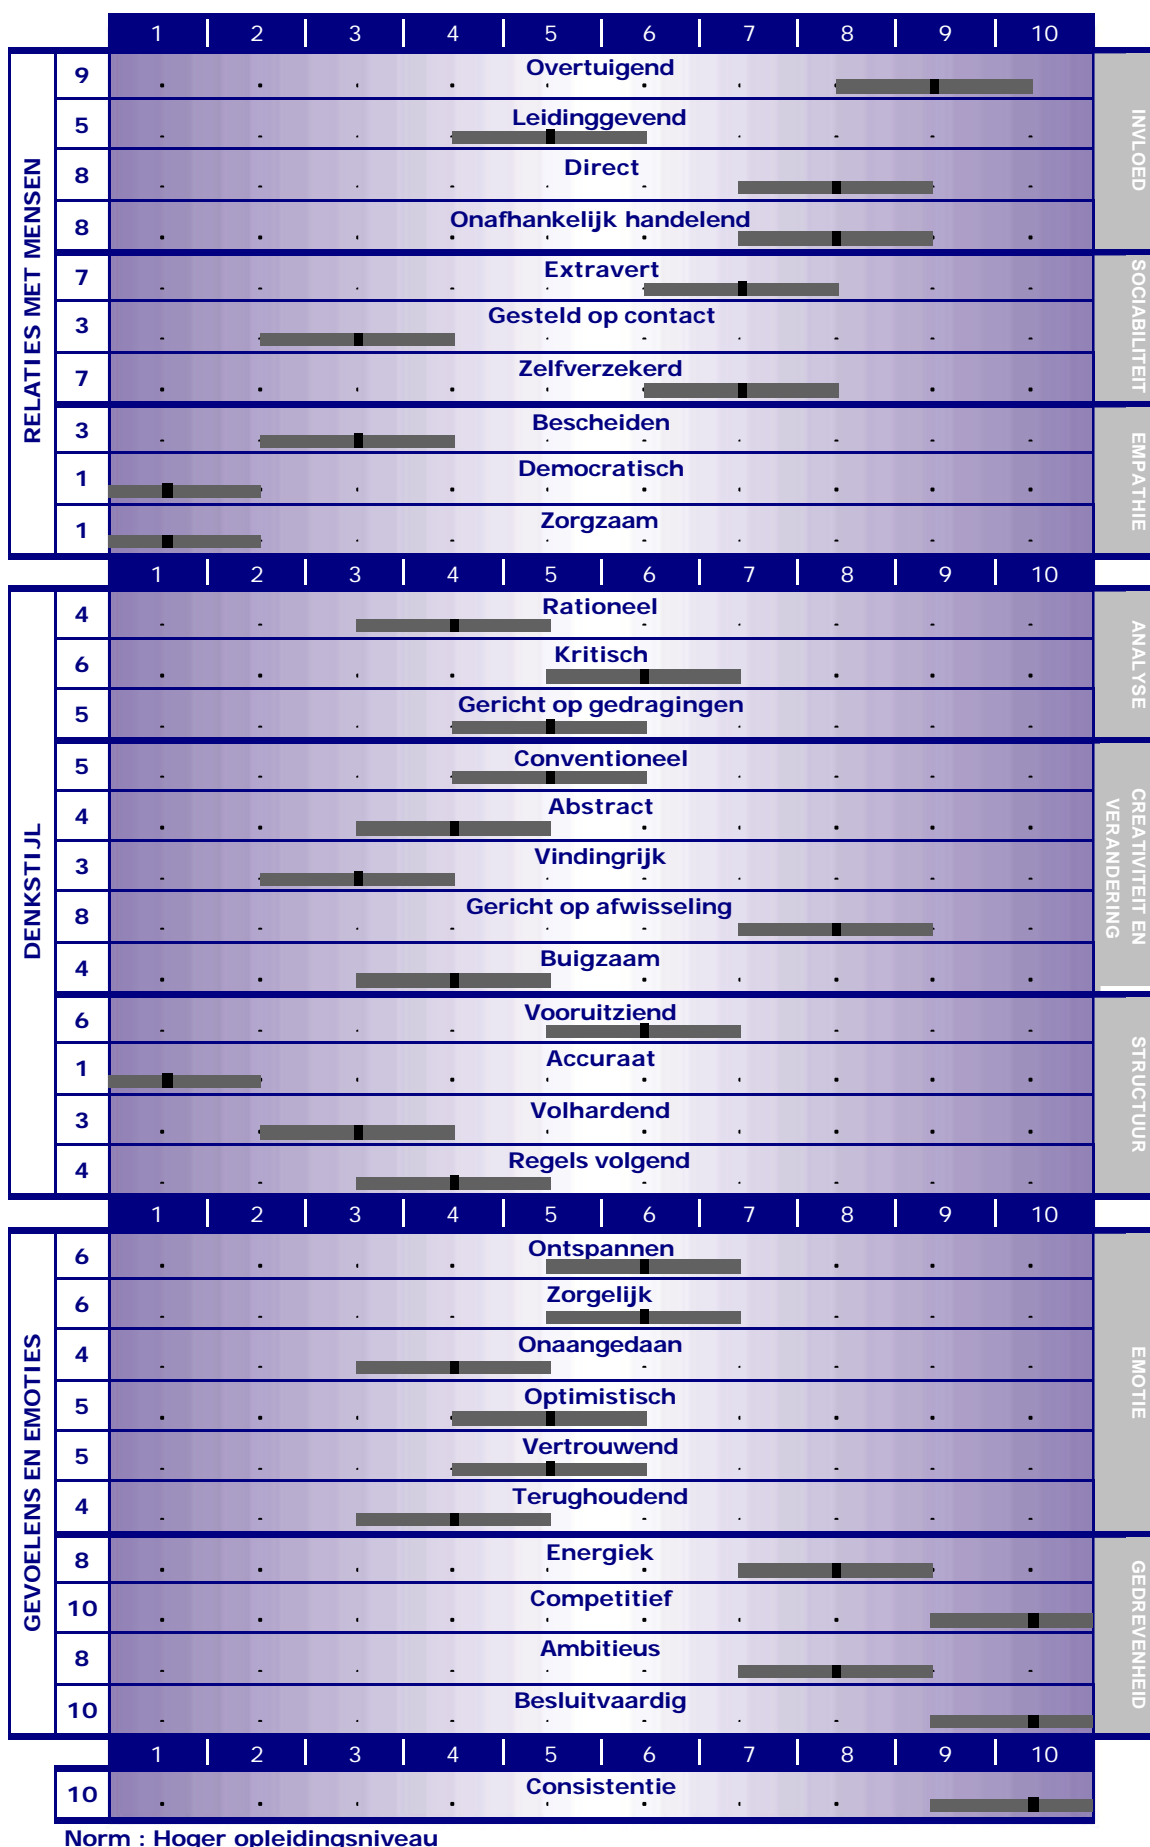 1 2 3 4 5 6 7 8 9 10
RELATIES MET MENSEN
INVLOED
9 Overtuigend
5 Leidinggevend
8 Direct
8 Onafhankelijk handelend
SOCIABILITEIT
7 Extravert
3 Gesteld op contact
7 Zelfverzekerd
EMPATHIE
3 Bescheiden
1 Democratisch
1 Zorgzaam
1 2 3 4 5 6 7 8 9 10
DENKSTIJL
ANALYSE
4 Rationeel
6 Kritisch
5 Gericht op gedragingen
CREATIVITEIT EN
VERANDERING
5 Conventioneel
4 Abstract
3 Vindingrijk
8 Gericht op afwisseling
4 Buigzaam
STRUCTUUR
6 Vooruitziend
1 Accuraat
3 Volhardend
4 Regels volgend
1 2 3 4 5 6 7 8 9 10
GEVOELENS EN EMOTIES
EMOTIE
6 Ontspannen
6 Zorgelijk
4 Onaangedaan
5 Optimistisch
5 Vertrouwend
4 Terughoudend
GEDREVENHEID
8 Energiek
10 Competitief
8 Ambitieus
10 Besluitvaardig
1 2 3 4 5 6 7 8 9 10
10 Consistentie
Norm : Hoger opleidingsniveau